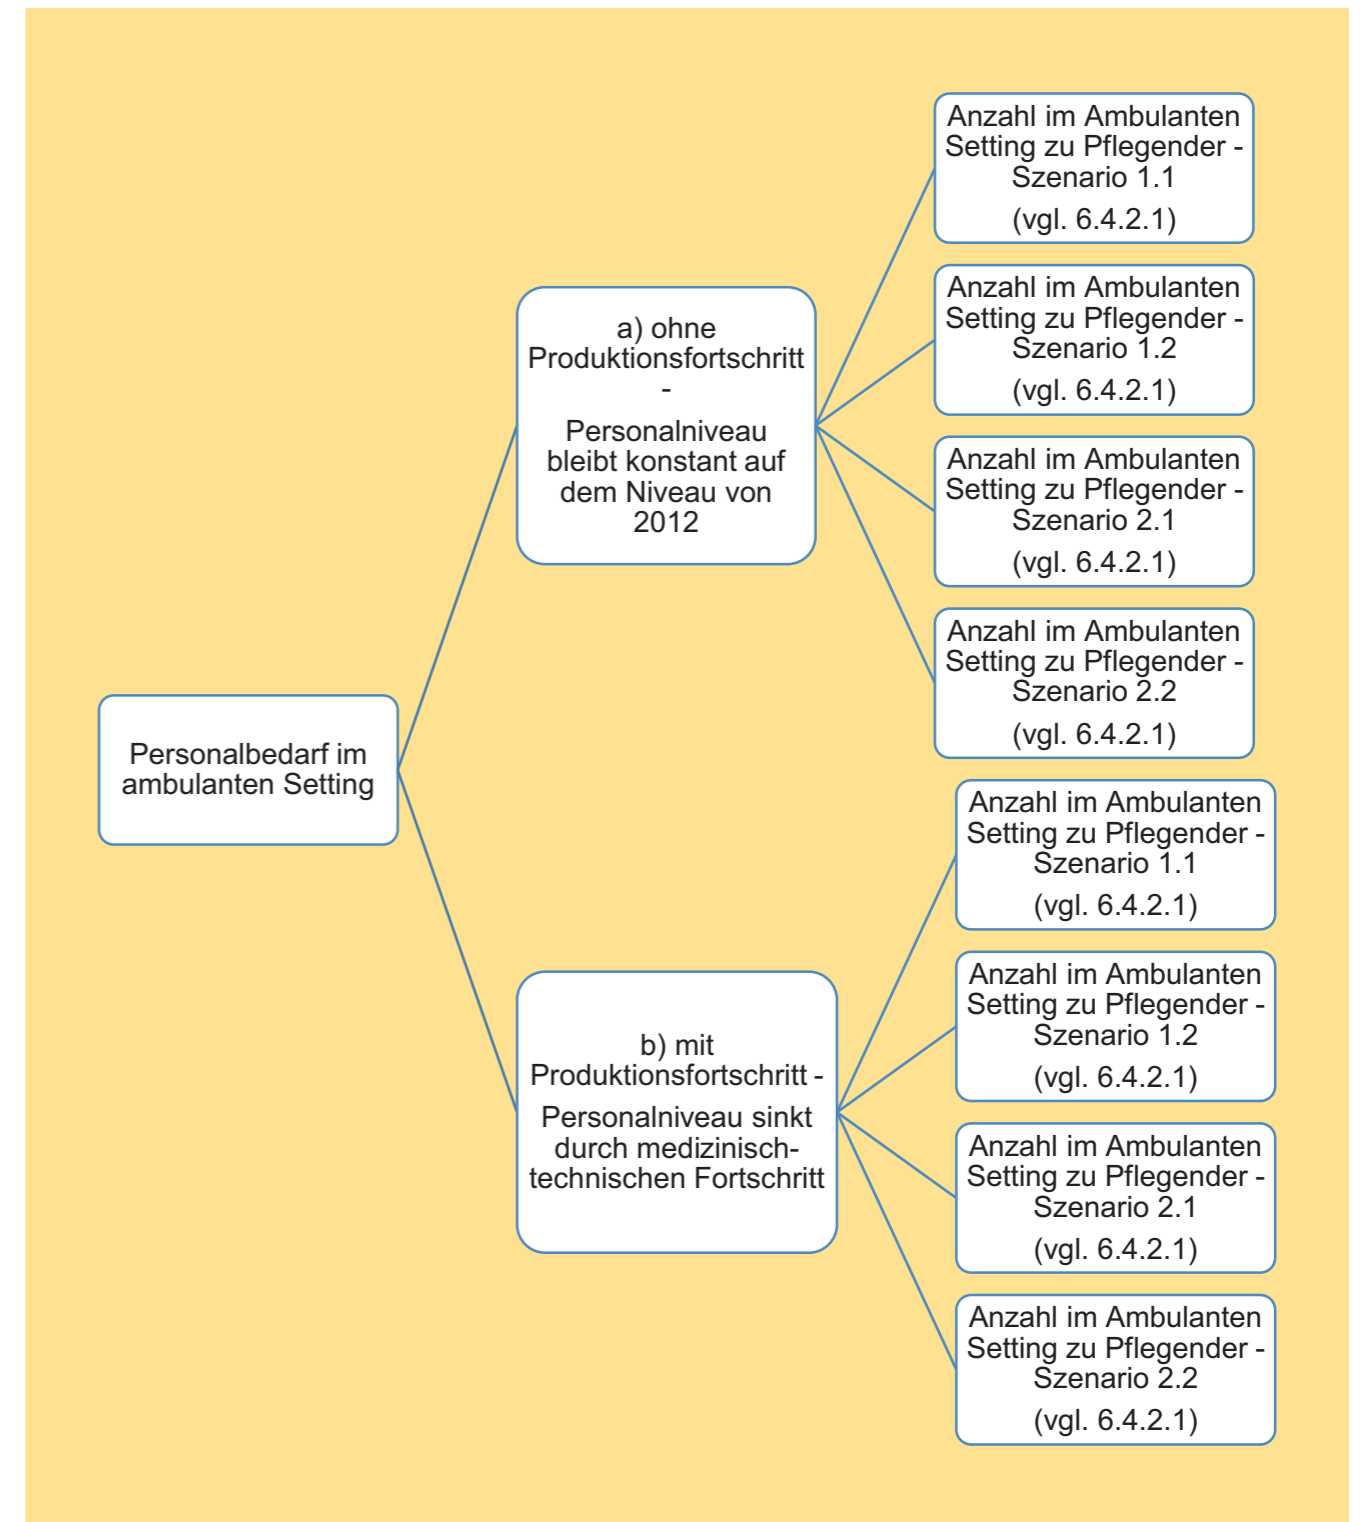 Personalbedarf im
ambulanten Setting
a) ohne
Produktionsfortschritt
-
Personalniveau
bleibt konstant auf
dem Niveau von
2012
Anzahl im Ambulanten
Setting zu Pflegender -
Szenario 1.1
(vgl. 6.4.2.1)
Anzahl im Ambulanten
Setting zu Pflegender -
Szenario 1.2
(vgl. 6.4.2.1)
Anzahl im Ambulanten
Setting zu Pflegender -
Szenario 2.1
(vgl. 6.4.2.1)
Anzahl im Ambulanten
Setting zu Pflegender -
Szenario 2.2
(vgl. 6.4.2.1)
b) mit
Produktionsfortschritt -
Personalniveau sinkt
durch medizinisch-
technischen Fortschritt
Anzahl im Ambulanten
Setting zu Pflegender -
Szenario 1.1
(vgl. 6.4.2.1)
Anzahl im Ambulanten
Setting zu Pflegender -
Szenario 1.2
(vgl. 6.4.2.1)
Anzahl im Ambulanten
Setting zu Pflegender -
Szenario 2.1
(vgl. 6.4.2.1)
Anzahl im Ambulanten
Setting zu Pflegender -
Szenario 2.2
(vgl. 6.4.2.1)